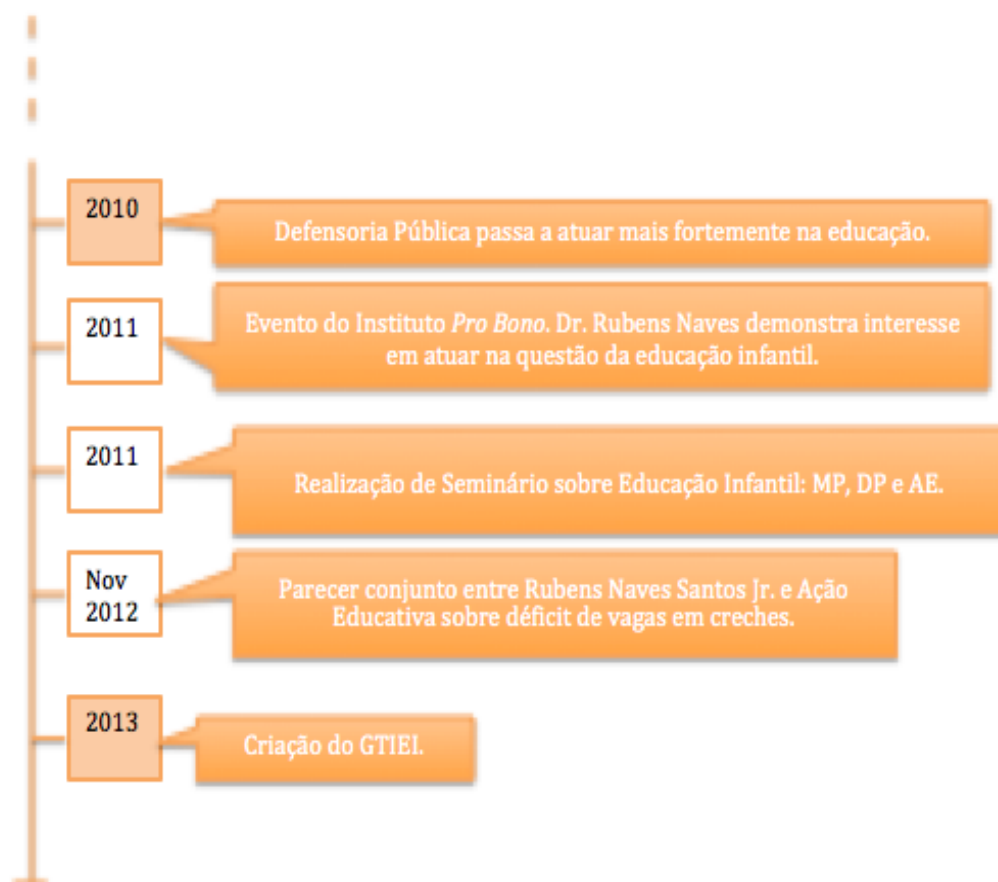 2010
Defensoria Pública passa a atuar mais fortemente na educação.
2011
Evento do Instituto Pro Bono. Dr. Rubens Naves demonstra interesse
em atuar na questão da educação infantil.
2011
Realização de Seminário sobre Educação Infantil: MP, DP e AE.
Nov
2012
Parecer conjunto entre Rubens Naves Santos Jr. e Ação
Educativa sobre déficit de vagas em creches.
2013
Criação do GTIEI.